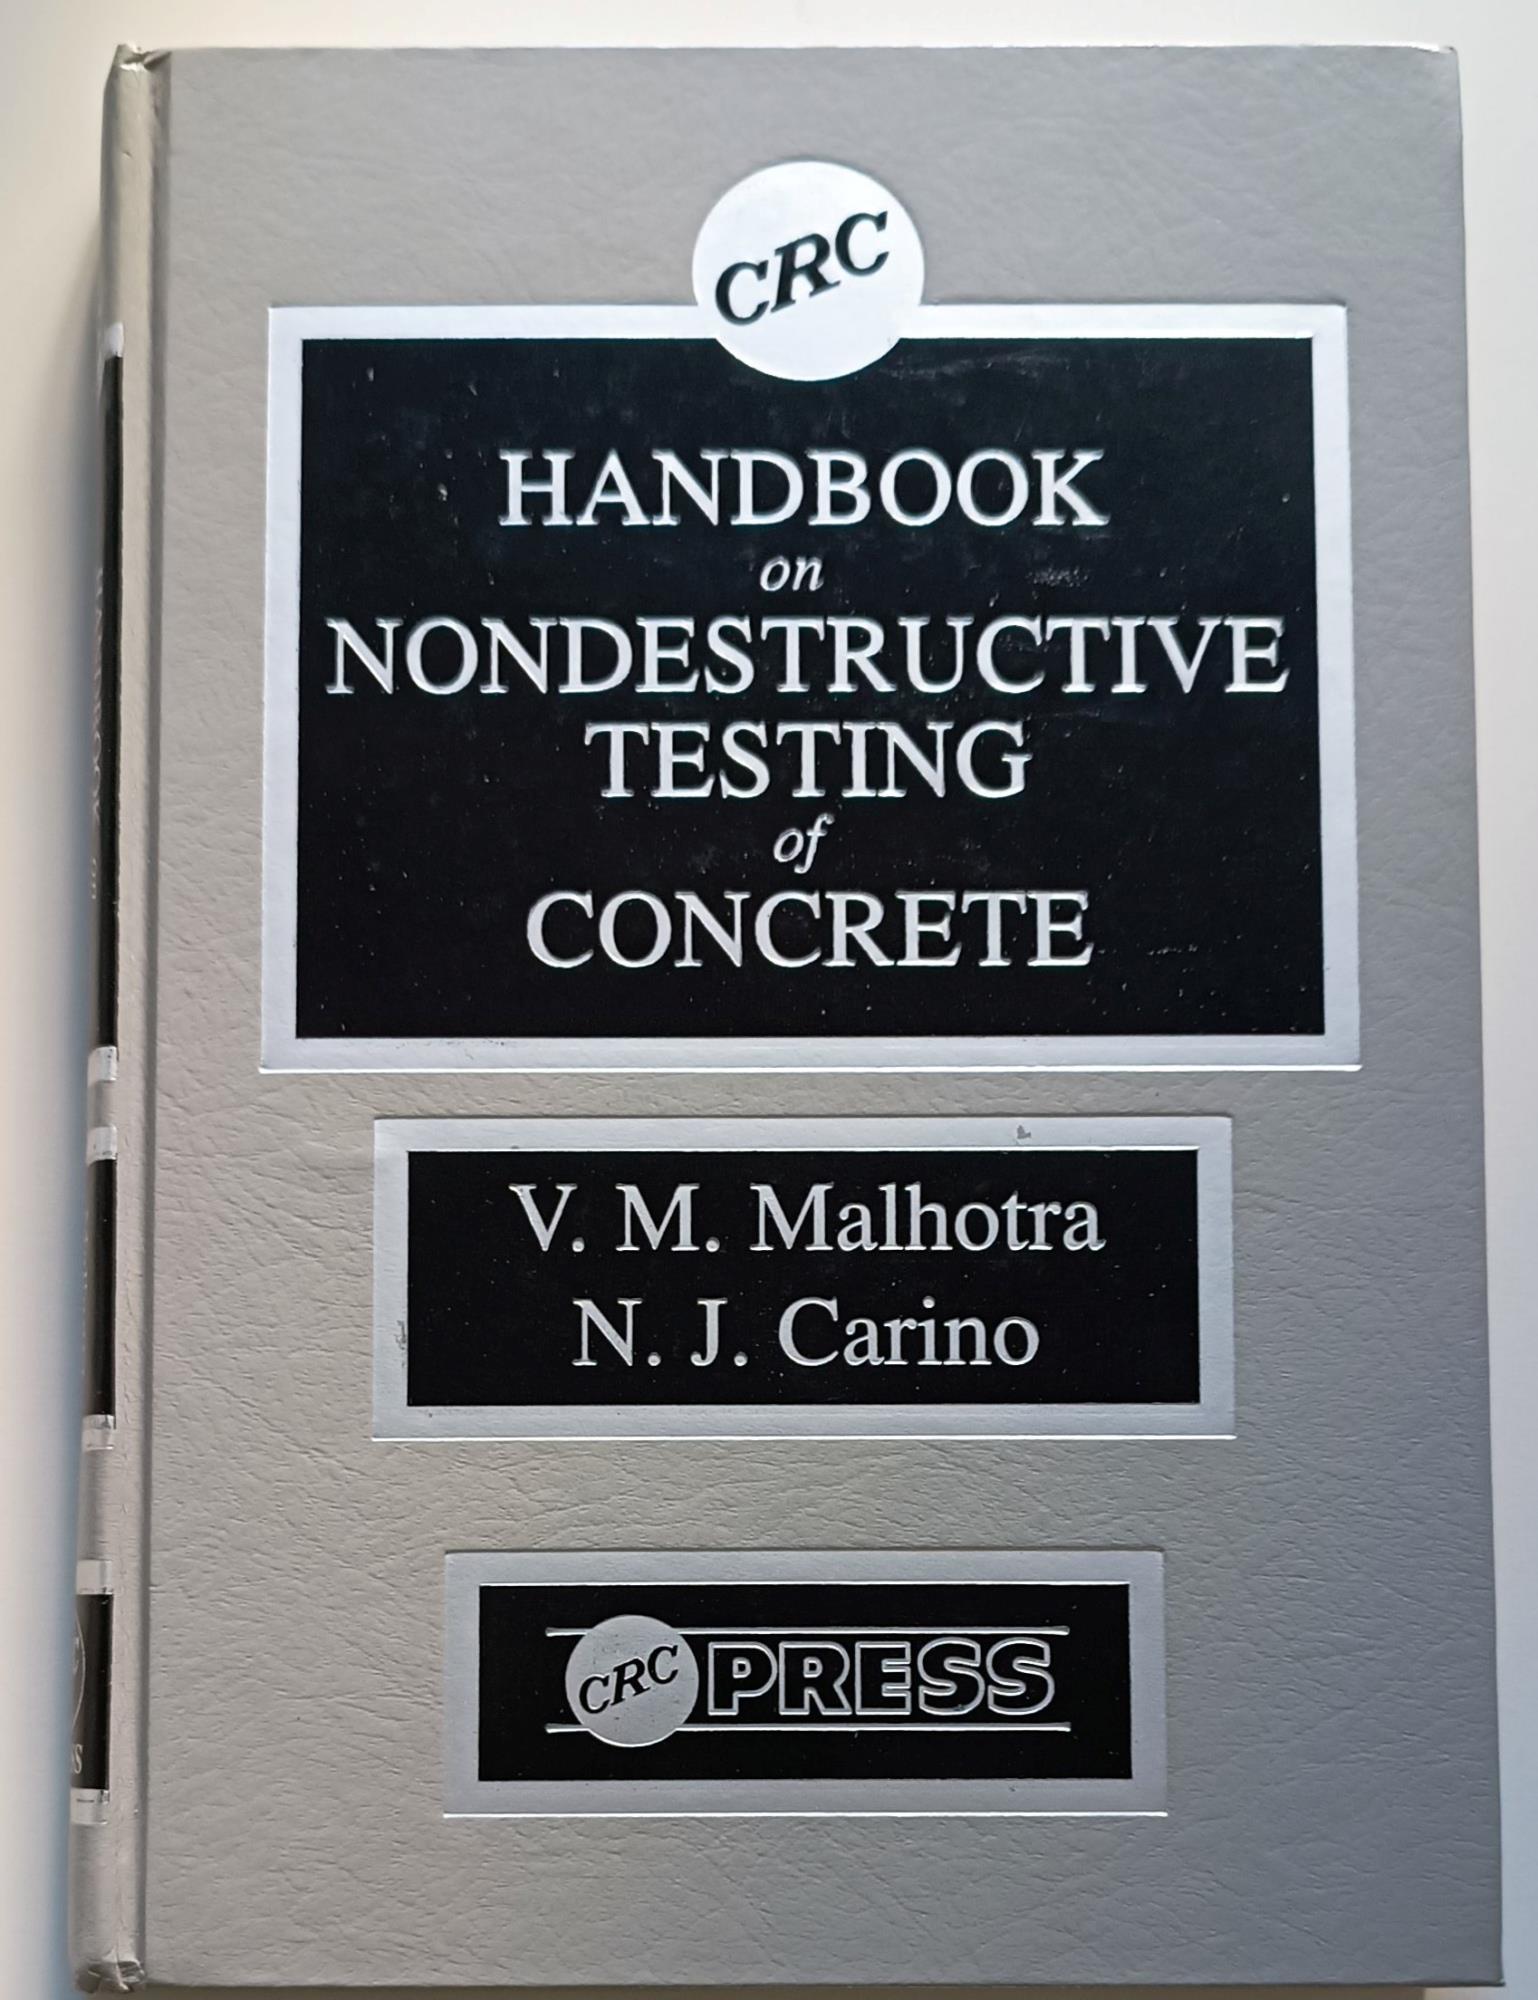 CRC
HANDBOOK
on
NONDESTRUCTIVE
TESTING
of
CONCRETE
V. M. Malhotra
N. J. Carino
CRC PRESS